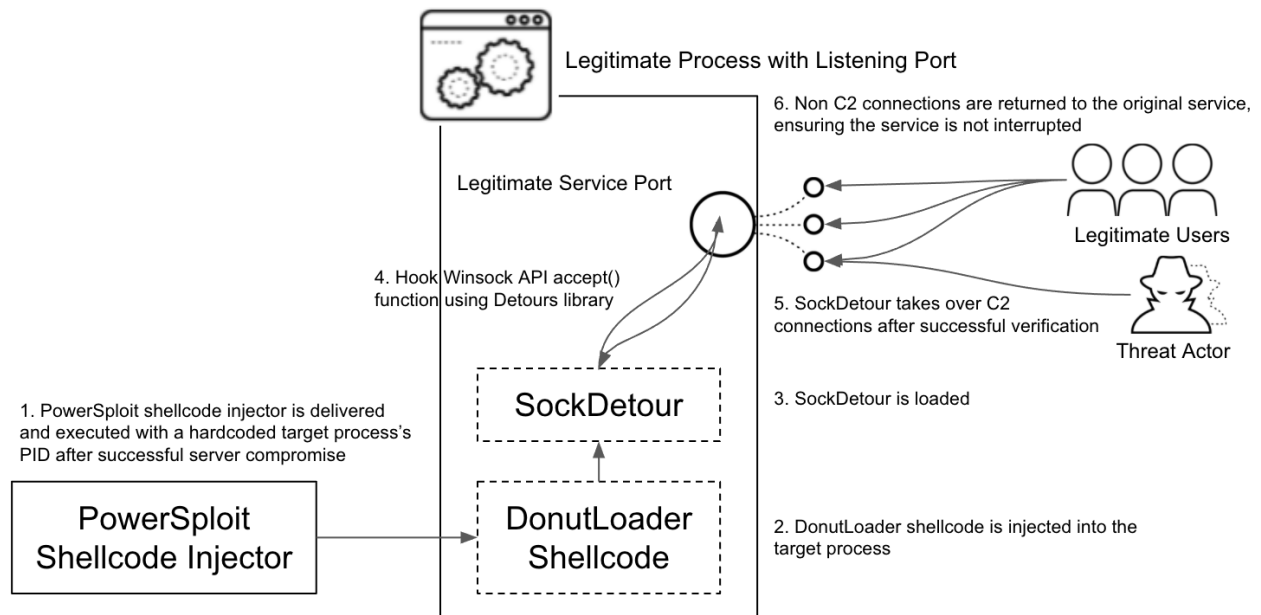 Legitimate Process with Listening Port
6. Non C2 connections are returned to the original service,
ensuring the service is not interrupted
Legitimate Service Port
Legitimate Users
4. Hook Winsock API accept()
function using Detours library
5. SockDetour takes over C2
connections after successful verification
Threat Actor
SockDetour
3. SockDetour is loaded
1. PowerSploit shellcode injector is delivered
and executed with a hardcoded target process's
PID after successful server compromise
PowerSploit
Shellcode Injector
DonutLoader
Shellcode
2. DonutLoader shellcode is injected into the
target process